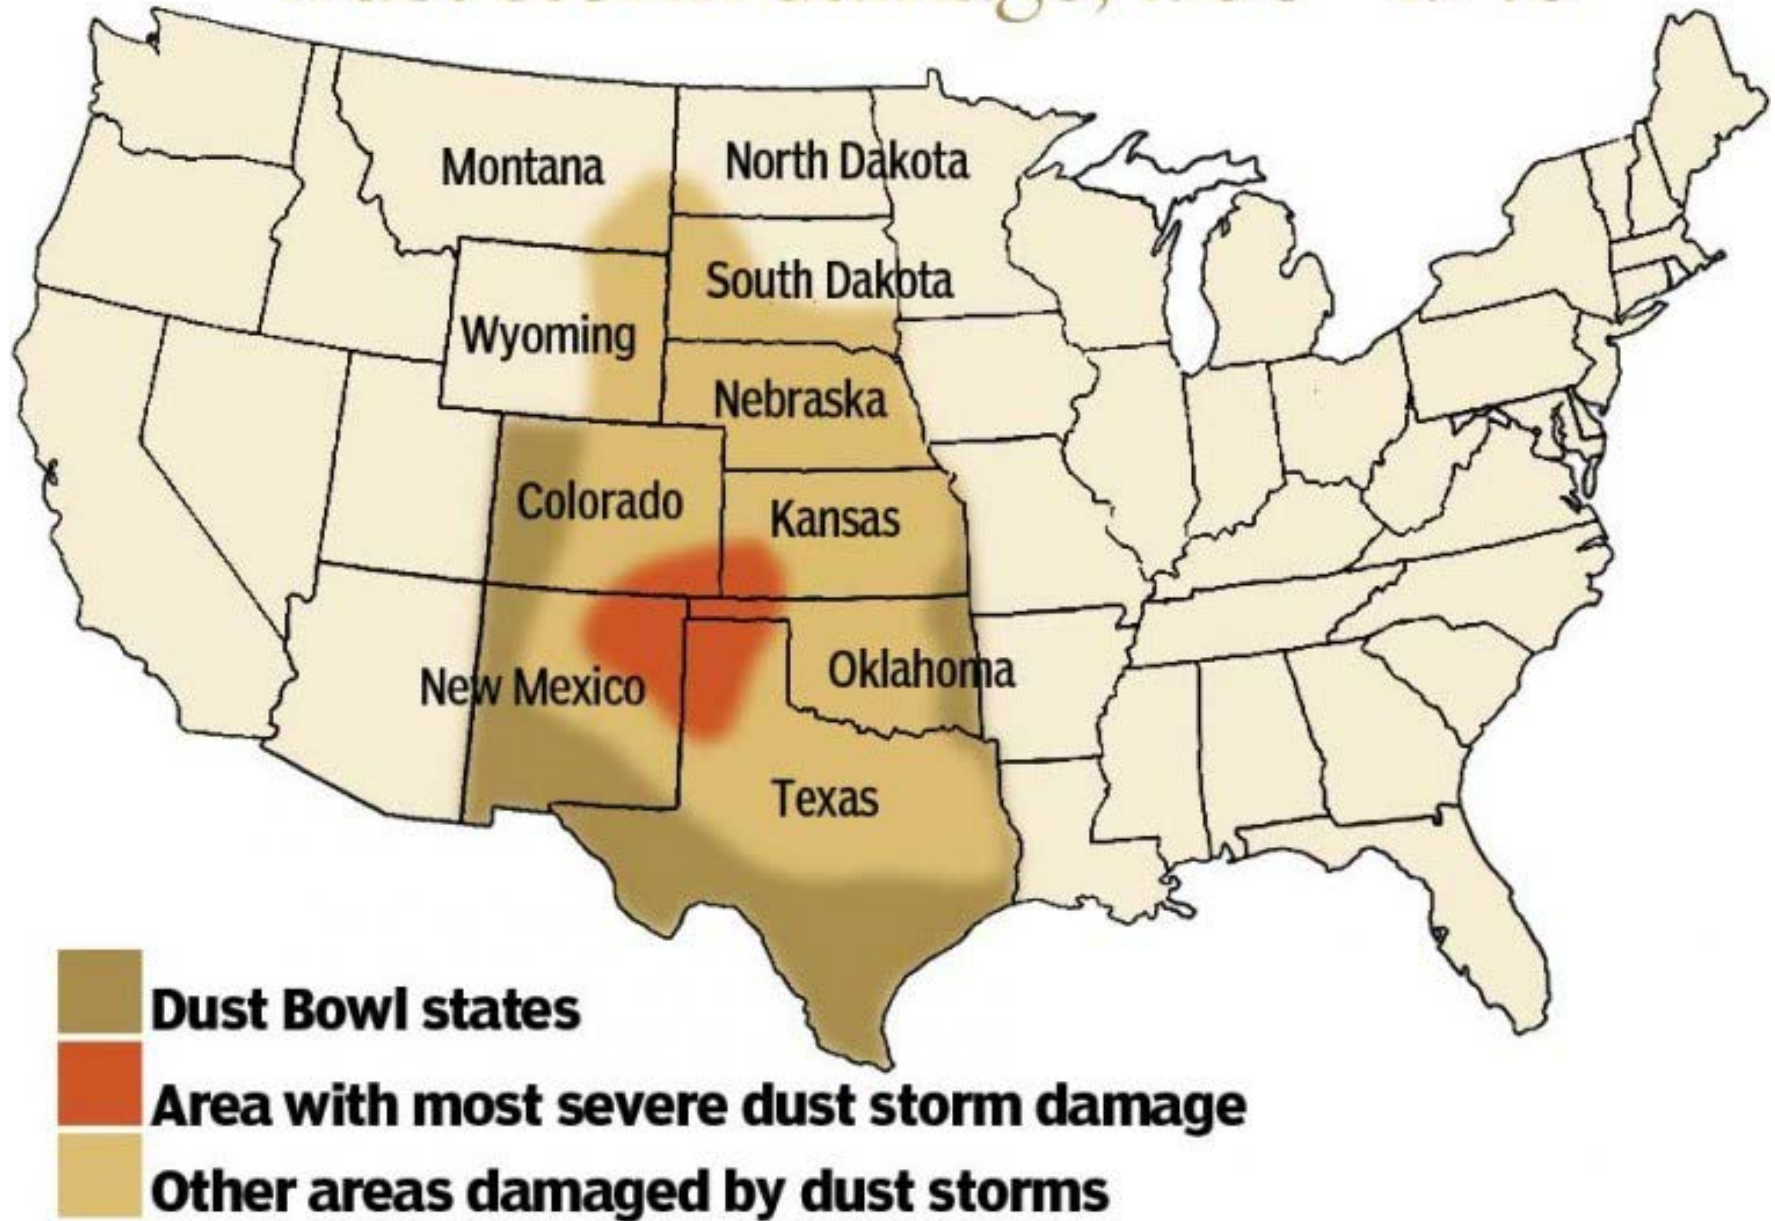 Montana
North Dakota
South Dakota
Wyoming
Nebraska
Colorado
Kansas
New Mexico
Oklahoma
Texas
Dust Bowl states
Area with most severe dust storm damage
Other areas damaged by dust storms